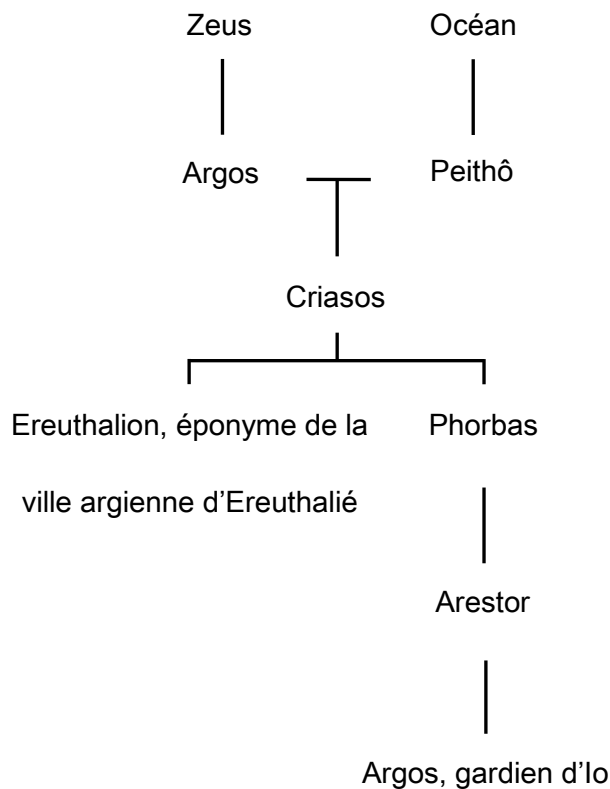 Zeus Océan
Argos Peithô
Criasos
Ereuthalion, éponyme de la Phorbas
ville argienne d’Ereuthalié
Arestor
Argos, gardien d’Io